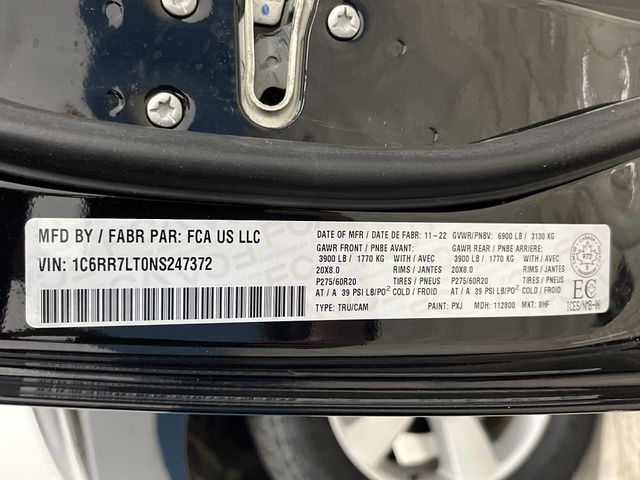 MFD BY / FABR PAR: FCA US LLC
VIN: 1C6RR7LT0NS247372
DATE OF MFR / DATE DE FABR: 11-22 GVWR/PNBV: 6900 LB / 3130 KG
GAWR FRONT / PNBE AVANT: GAWR REAR / PNBE ARRIERE:
3900 LB / 1770 KG WITH / AVEC 3900 LB / 1770 KG WITH / AVEC
20X8.0 RIMS / JANTES 20X8.0 RIMS / JANTES
P275/60R20 TIRES / PNEUS P275/60R20 TIRES / PNEUS
AT / A 39 PSI LB/PO² COLD / FROID AT / A 39 PSI LB/PO² COLD / FROID
TYPE: TRU/CAM PAINT: PXJ MDH: 112800 MKT: 8HF
972
EC